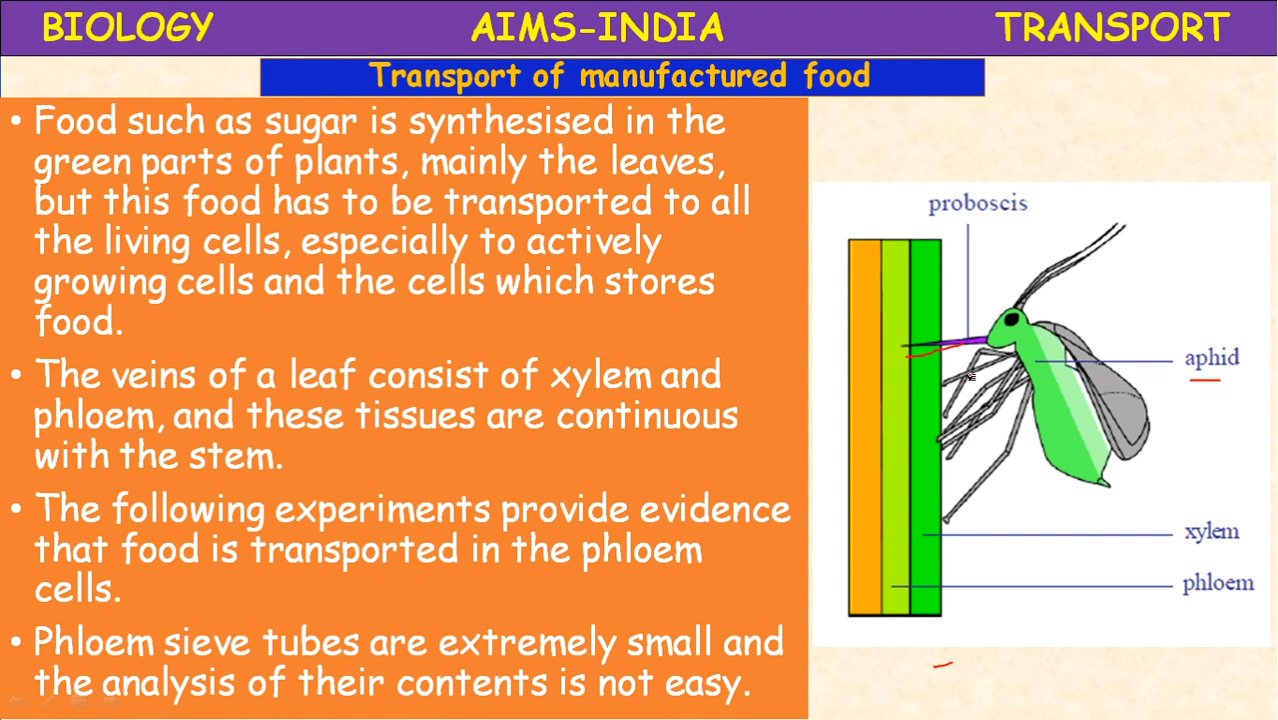 BIOLOGY AIMS-INDIA TRANSPORT
Transport of manufactured food
• Food such as sugar is synthesised in the
green parts of plants, mainly the leaves,
but this food has to be transported to all
the living cells, especially to actively
growing cells and the cells which stores
food.
• The veins of a leaf consist of xylem and
phloem, and these tissues are continuous
with the stem.
• The following experiments provide evidence
that food is transported in the phloem
cells.
• Phloem sieve tubes are extremely small and
the analysis of their contents is not easy.
proboscis
aphid
xylem
phloem